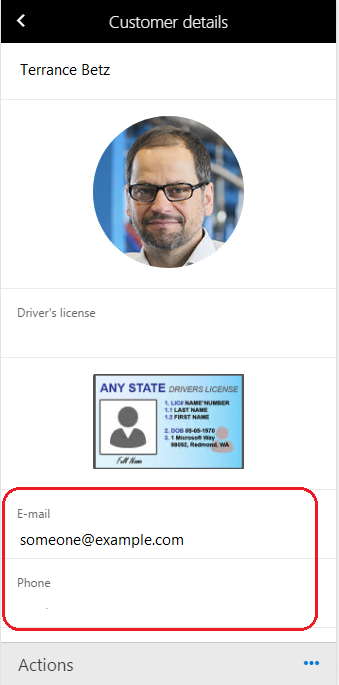 Customer details
Terrance Betz
Driver's license
ANY STATE DRIVERS LICENSE
1. LIC# NAME*NUMBER
1.1 LAST NAME
1.2 FIRST NAME
2. DOB 05-05-1970
3. 1 Microsoft Way
98052, Redmond, WA
Full Name
E-mail
someone@example.com
Phone
Actions